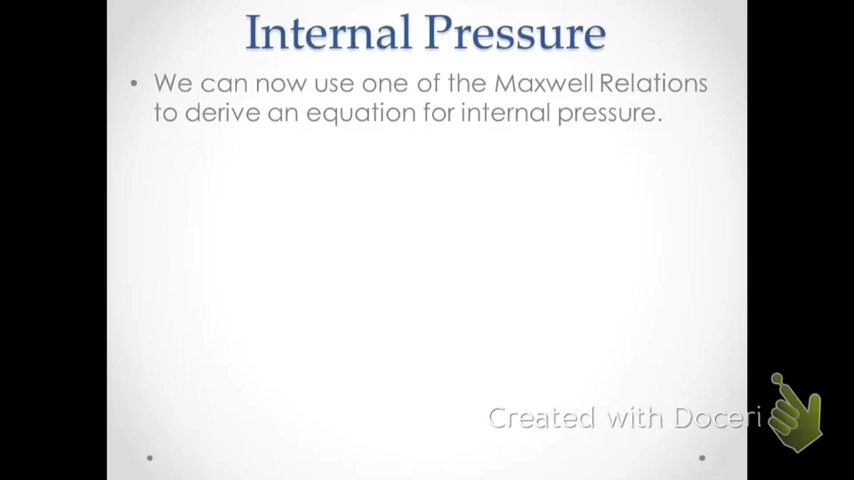 Internal Pressure
• We can now use one of the Maxwell Relations
to derive an equation for internal pressure.
Created with Doceri